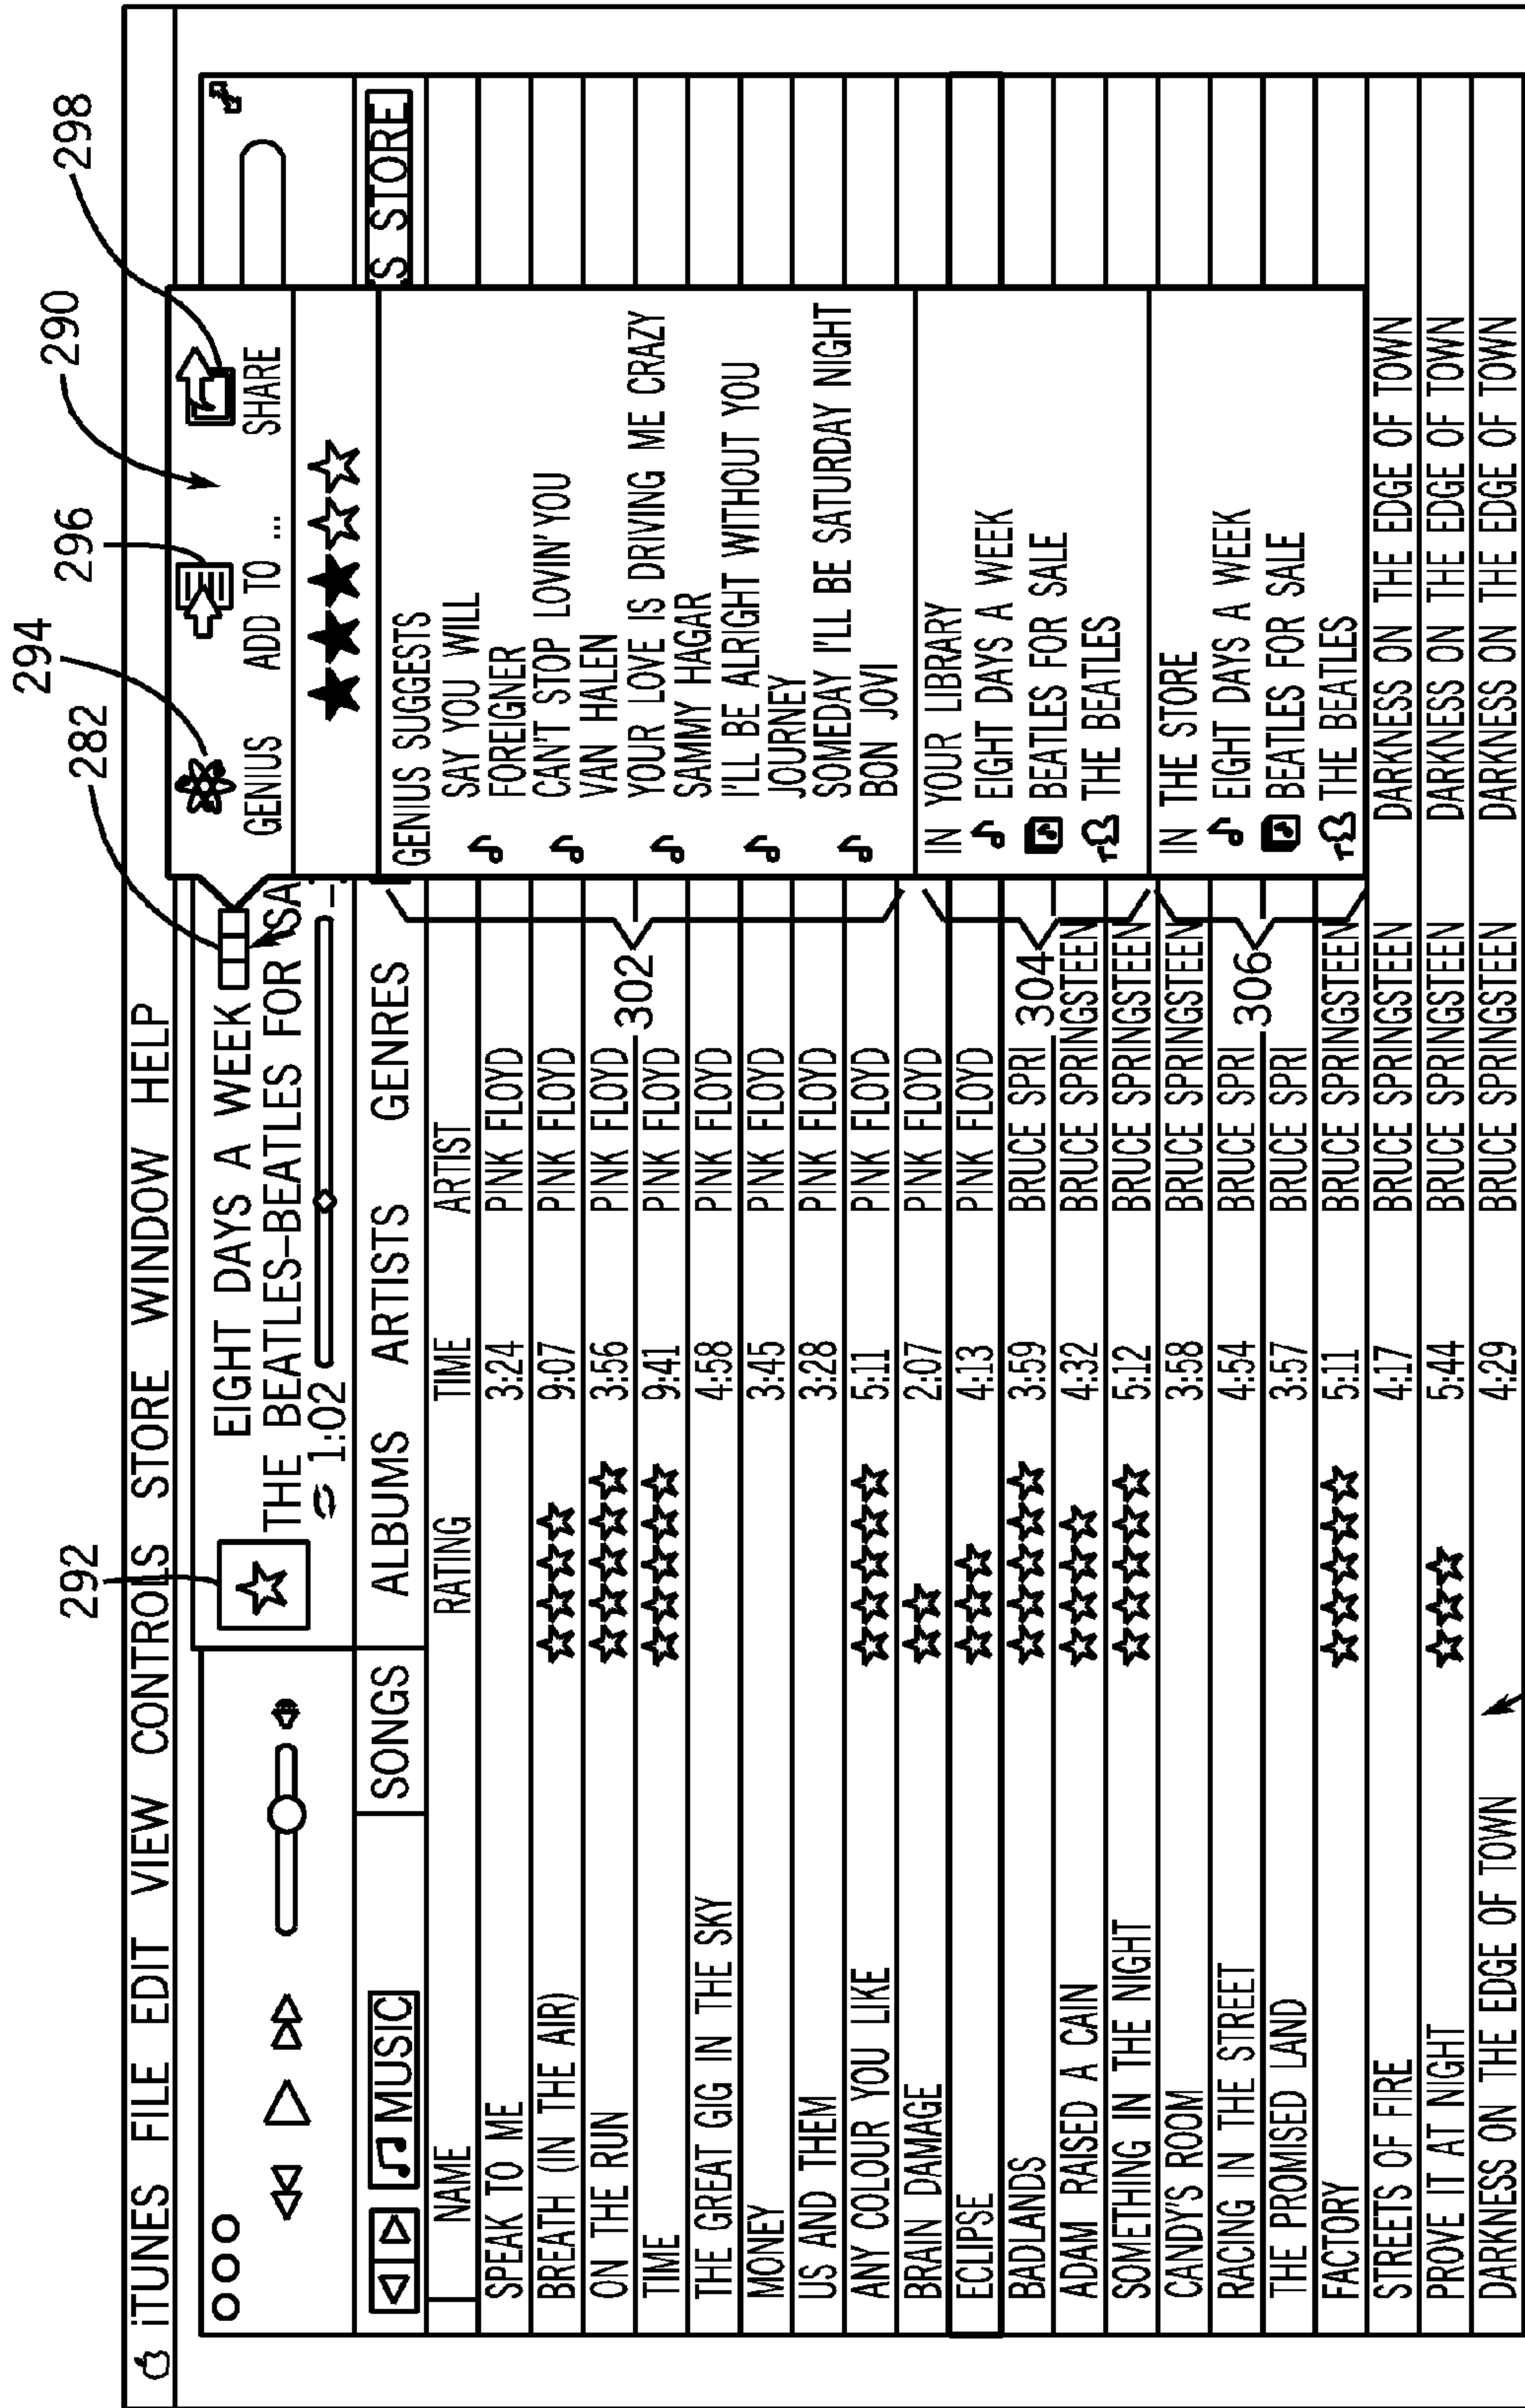 292
282
294
296
290
298
iTUNES FILE EDIT VIEW CONTROLS STORE WINDOW HELP
EIGHT DAYS A WEEK
THE BEATLES-BEATLES FOR SA
1:02
GENIUS ADD TO ... SHARE
MUSIC SONGS ALBUMS ARTISTS GENRES S STORE
NAME RATING TIME ARTIST
SPEAK TO ME 3:24 PINK FLOYD
BREATH (IN THE AIR) 9:07 PINK FLOYD
ON THE RUN 3:56 PINK FLOYD
TIME 9:41 PINK FLOYD
THE GREAT GIG IN THE SKY 4:58 PINK FLOYD
MONEY 3:45 PINK FLOYD
US AND THEM 3:28 PINK FLOYD
ANY COLOUR YOU LIKE 5:11 PINK FLOYD
BRAIN DAMAGE 2:07 PINK FLOYD
ECLIPSE 4:13 PINK FLOYD
BADLANDS 3:59 BRUCE SPRI
ADAM RAISED A CAIN 4:32 BRUCE SPRINGSTEEN
SOMETHING IN THE NIGHT 5:12 BRUCE SPRINGSTEEN
CANDY'S ROOM 3:58 BRUCE SPRINGSTEEN
RACING IN THE STREET 4:54 BRUCE SPRI
THE PROMISED LAND 3:57 BRUCE SPRI
FACTORY 5:11 BRUCE SPRINGSTEEN
STREETS OF FIRE 4:17 BRUCE SPRINGSTEEN DARKNESS ON THE EDGE OF TOWN
PROVE IT AT NIGHT 5:44 BRUCE SPRINGSTEEN DARKNESS ON THE EDGE OF TOWN
DARKNESS ON THE EDGE OF TOWN 4:29 BRUCE SPRINGSTEEN DARKNESS ON THE EDGE OF TOWN
302
304
306
GENIUS SUGGESTS
SAY YOU WILL
FOREIGNER
CAN'T STOP LOVIN' YOU
VAN HALEN
YOUR LOVE IS DRIVING ME CRAZY
SAMMY HAGAR
I'LL BE ALRIGHT WITHOUT YOU
JOURNEY
SOMEDAY I'LL BE SATURDAY NIGHT
BON JOVI
IN YOUR LIBRARY
EIGHT DAYS A WEEK
BEATLES FOR SALE
THE BEATLES
IN THE STORE
EIGHT DAYS A WEEK
BEATLES FOR SALE
THE BEATLES